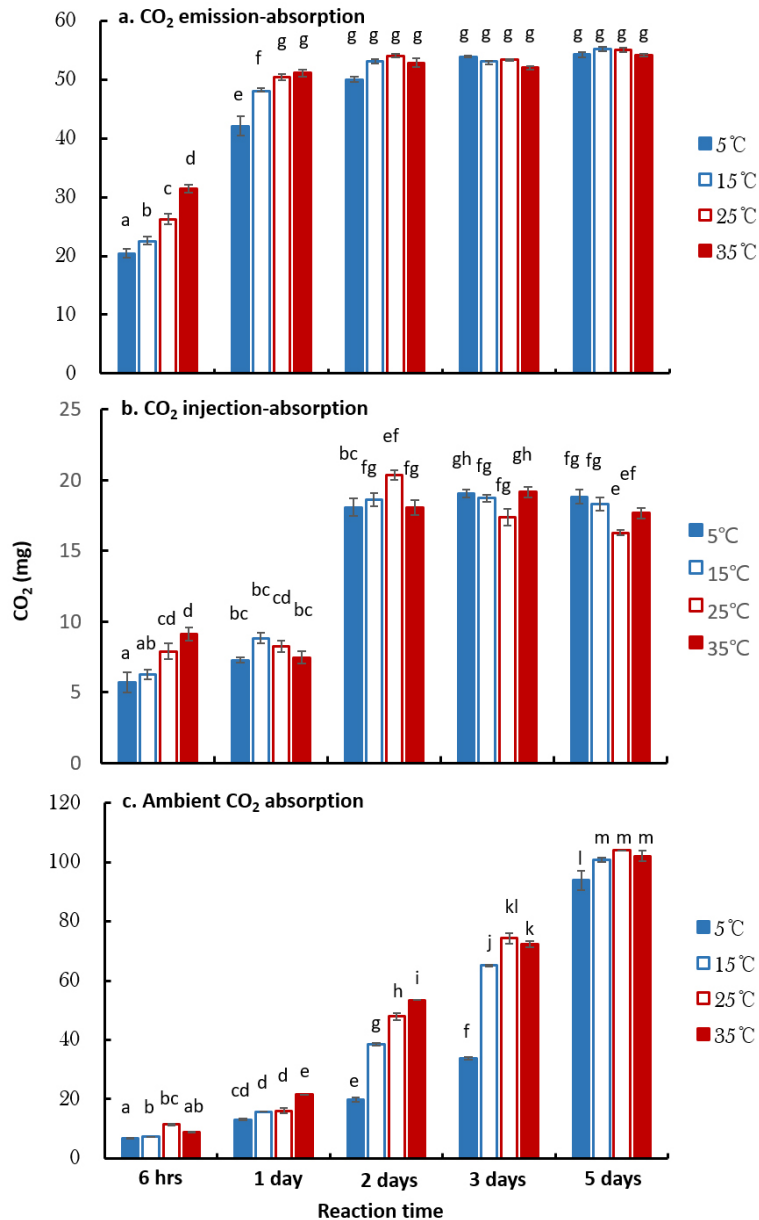 a. CO2 emission-absorption
60
50
40
30
20
10
0
a b c d
e f g g
g g g g
g g g g
g g g g
5℃
15℃
25℃
35℃
b. CO2 injection-absorption
25
20
15
10
5
0
a ab cd d
bc bc cd bc
bc fg ef fg
gh fg fg gh
fg fg e ef
5℃
15℃
25℃
35℃
CO2 (mg)
c. Ambient CO2 absorption
120
100
80
60
40
20
0
a b bc ab
cd d d e
e g h i
f j kl k
l m m m
5℃
15℃
25℃
35℃
6 hrs 1 day 2 days 3 days 5 days
Reaction time